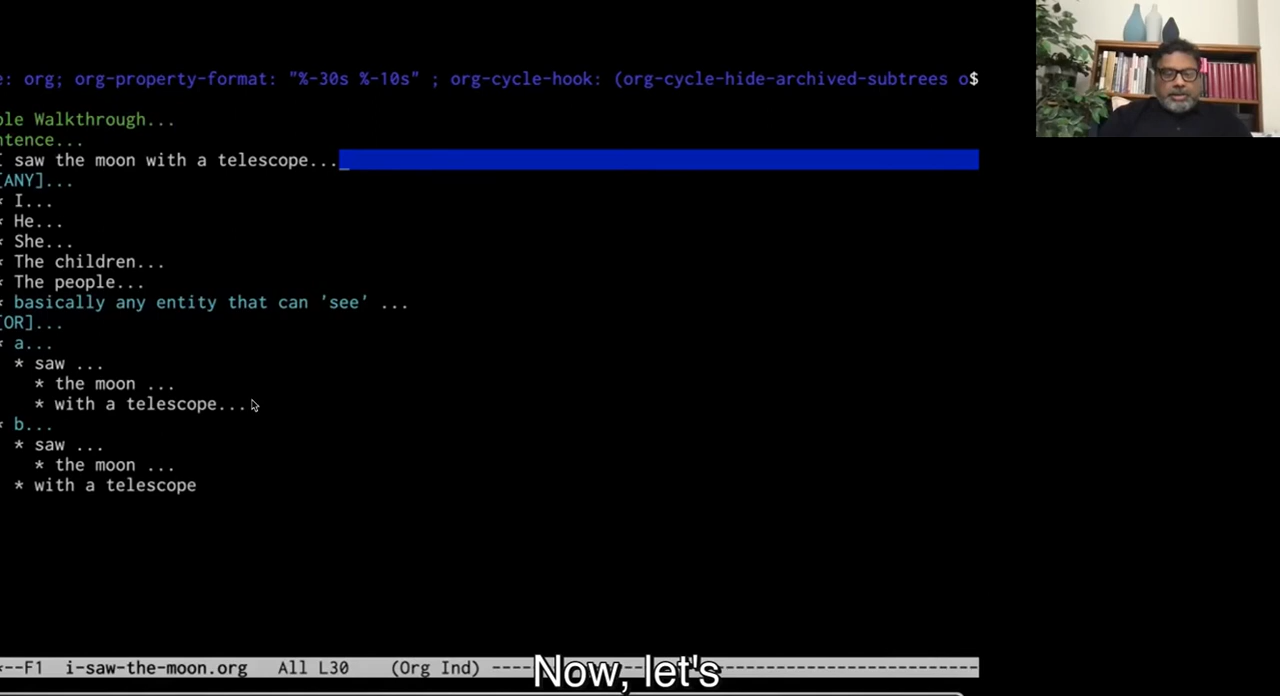 e: org; org-property-format: "%-30s %-10s" ; org-cycle-hook: (org-cycle-hide-archived-subtrees o$
ple Walkthrough...
ntence...
I saw the moon with a telescope...
[ANY]...
* I...
* He...
* She...
* The children...
* The people...
* basically any entity that can 'see' ...
[OR]...
* a...
* saw ...
* the moon ...
* with a telescope...
* b...
* saw ...
* the moon ...
* with a telescope
*--F1 i-saw-the-moon.org All L30 (Org Ind) ----
Now, let's